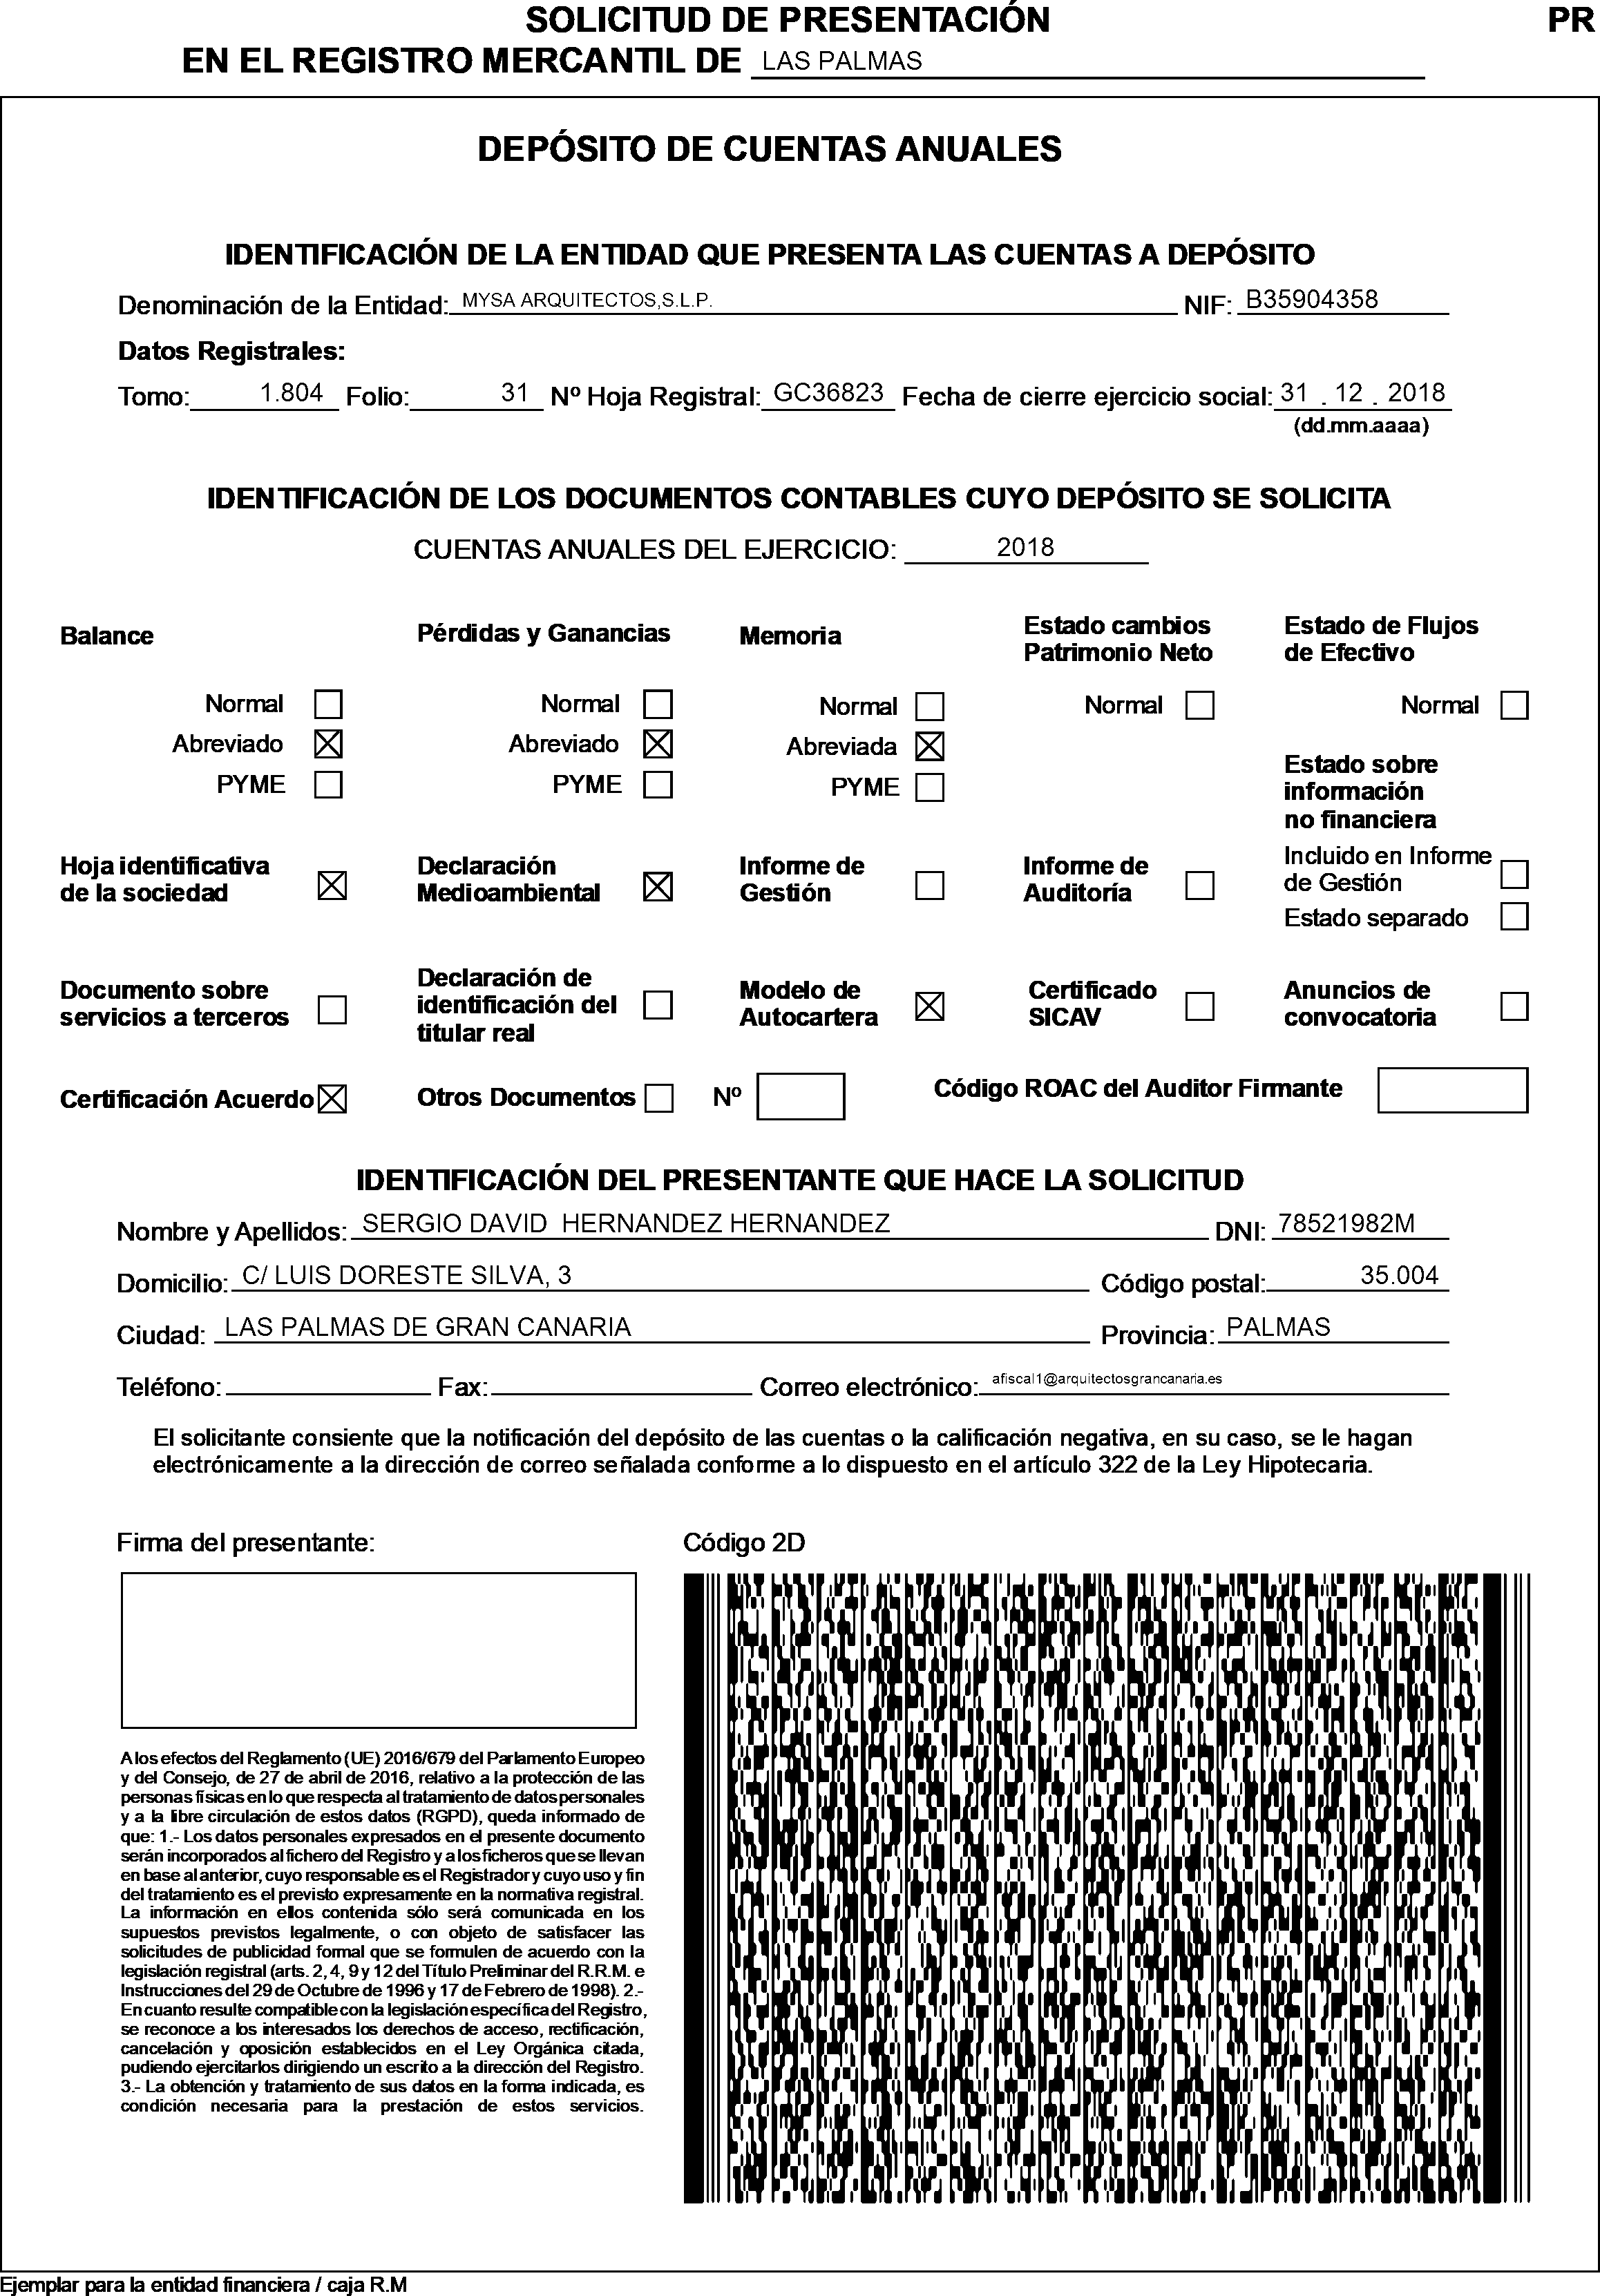 SOLICITUD DE PRESENTACIÓN PR
EN EL REGISTRO MERCANTIL DE LAS PALMAS
DEPÓSITO DE CUENTAS ANUALES
IDENTIFICACIÓN DE LA ENTIDAD QUE PRESENTA LAS CUENTAS A DEPÓSITO
Denominación de la Entidad: MYSA ARQUITECTOS,S.L.P. NIF: B35904358
Datos Registrales:
Tomo: 1.804 Folio: 31 Nº Hoja Registral: GC36823 Fecha de cierre ejercicio social: 31 . 12 . 2018
(dd.mm.aaaa)
IDENTIFICACIÓN DE LOS DOCUMENTOS CONTABLES CUYO DEPÓSITO SE SOLICITA
CUENTAS ANUALES DEL EJERCICIO: 2018
Balance
Normal
Abreviado
PYME
Pérdidas y Ganancias
Normal
Abreviado
PYME
Memoria
Normal
Abreviada
PYME
Estado cambios
Patrimonio Neto
Normal
Estado de Flujos
de Efectivo
Normal
Estado sobre
información
no financiera
Incluido en Informe
de Gestión
Estado separado
Hoja identificativa
de la sociedad
Declaración
Medioambiental
Informe de
Gestión
Informe de
Auditoría
Documento sobre
servicios a terceros
Declaración de
identificación del
titular real
Modelo de
Autocartera
Certificado
SICAV
Anuncios de
convocatoria
Certificación Acuerdo
Otros Documentos Nº
Código ROAC del Auditor Firmante
IDENTIFICACIÓN DEL PRESENTANTE QUE HACE LA SOLICITUD
Nombre y Apellidos: SERGIO DAVID HERNANDEZ HERNANDEZ DNI: 78521982M
Domicilio: C/ LUIS DORESTE SILVA, 3 Código postal: 35.004
Ciudad: LAS PALMAS DE GRAN CANARIA Provincia: PALMAS
Teléfono: Fax: Correo electrónico: afiscal1@arquitectosgrancanaria.es
El solicitante consiente que la notificación del depósito de las cuentas o la calificación negativa, en su caso, se le hagan
electrónicamente a la dirección de correo señalada conforme a lo dispuesto en el artículo 322 de la Ley Hipotecaria.
Firma del presentante:
Código 2D
A los efectos del Reglamento (UE) 2016/679 del Parlamento Europeo
y del Consejo, de 27 de abril de 2016, relativo a la protección de las
personas físicas en lo que respecta al tratamiento de datos personales
y a la libre circulación de estos datos (RGPD), queda informado de
que: 1.- Los datos personales expresados en el presente documento
serán incorporados al fichero del Registro y a los ficheros que se llevan
en base al anterior, cuyo responsable es el Registrador y cuyo uso y fin
del tratamiento es el previsto expresamente en la normativa registral.
La información en ellos contenida sólo será comunicada en los
supuestos previstos legalmente, o con objeto de satisfacer las
solicitudes de publicidad formal que se formulen de acuerdo con la
legislación registral (arts. 2, 4, 9 y 12 del Título Preliminar del R.R.M. e
Instrucciones del 29 de Octubre de 1996 y 17 de Febrero de 1998). 2.-
En cuanto resulte compatible con la legislación específica del Registro,
se reconoce a los interesados los derechos de acceso, rectificación,
cancelación y oposición establecidos en el Ley Orgánica citada,
pudiendo ejercitarlos dirigiendo un escrito a la dirección del Registro.
3.- La obtención y tratamiento de sus datos en la forma indicada, es
condición necesaria para la prestación de estos servicios.
Ejemplar para la entidad financiera / caja R.M